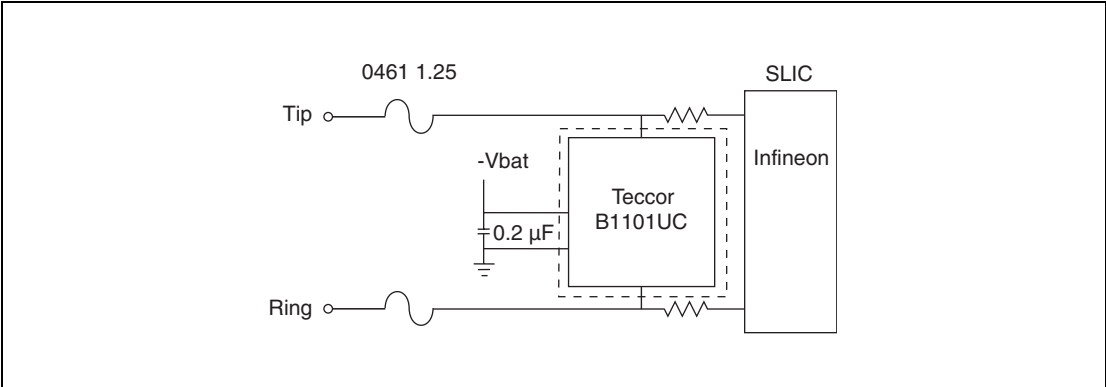 0461 1.25
SLIC
Tip
Infineon
-Vbat
Teccor
B1101UC
0.2 µF
Ring